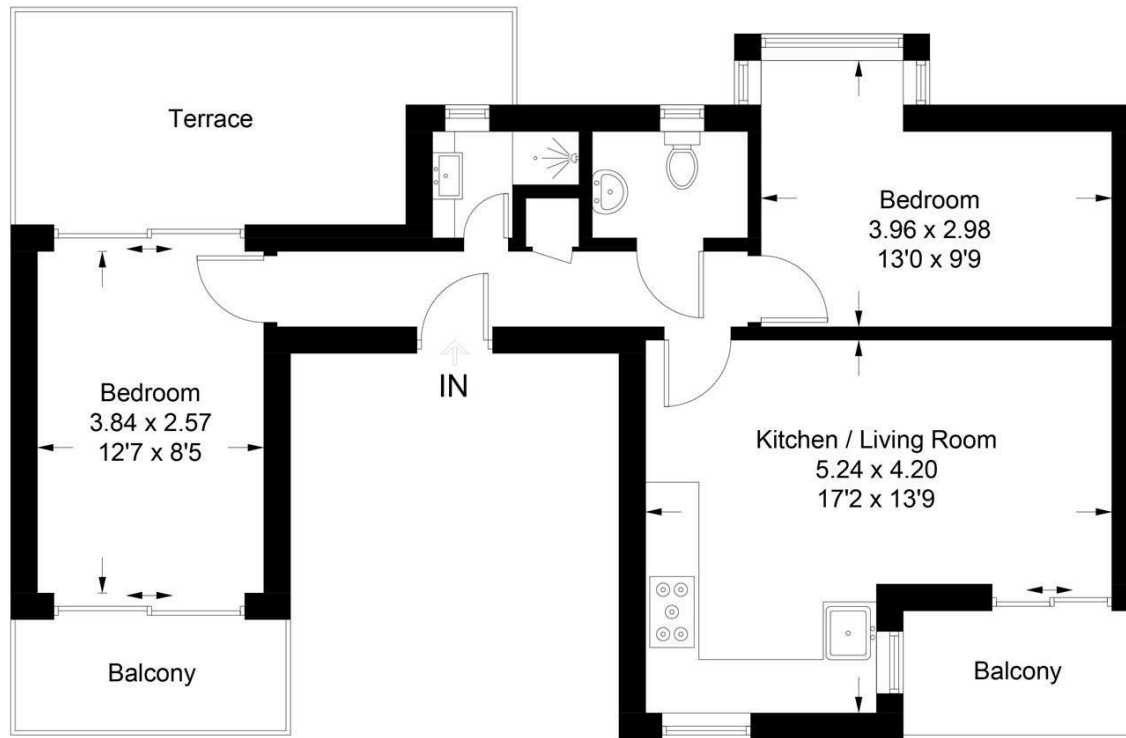 Terrace
Bedroom
3.96 x 2.98
13'0 x 9'9
IN
Bedroom
3.84 x 2.57
12'7 x 8'5
Kitchen / Living Room
5.24 x 4.20
17'2 x 13'9
Balcony
Balcony